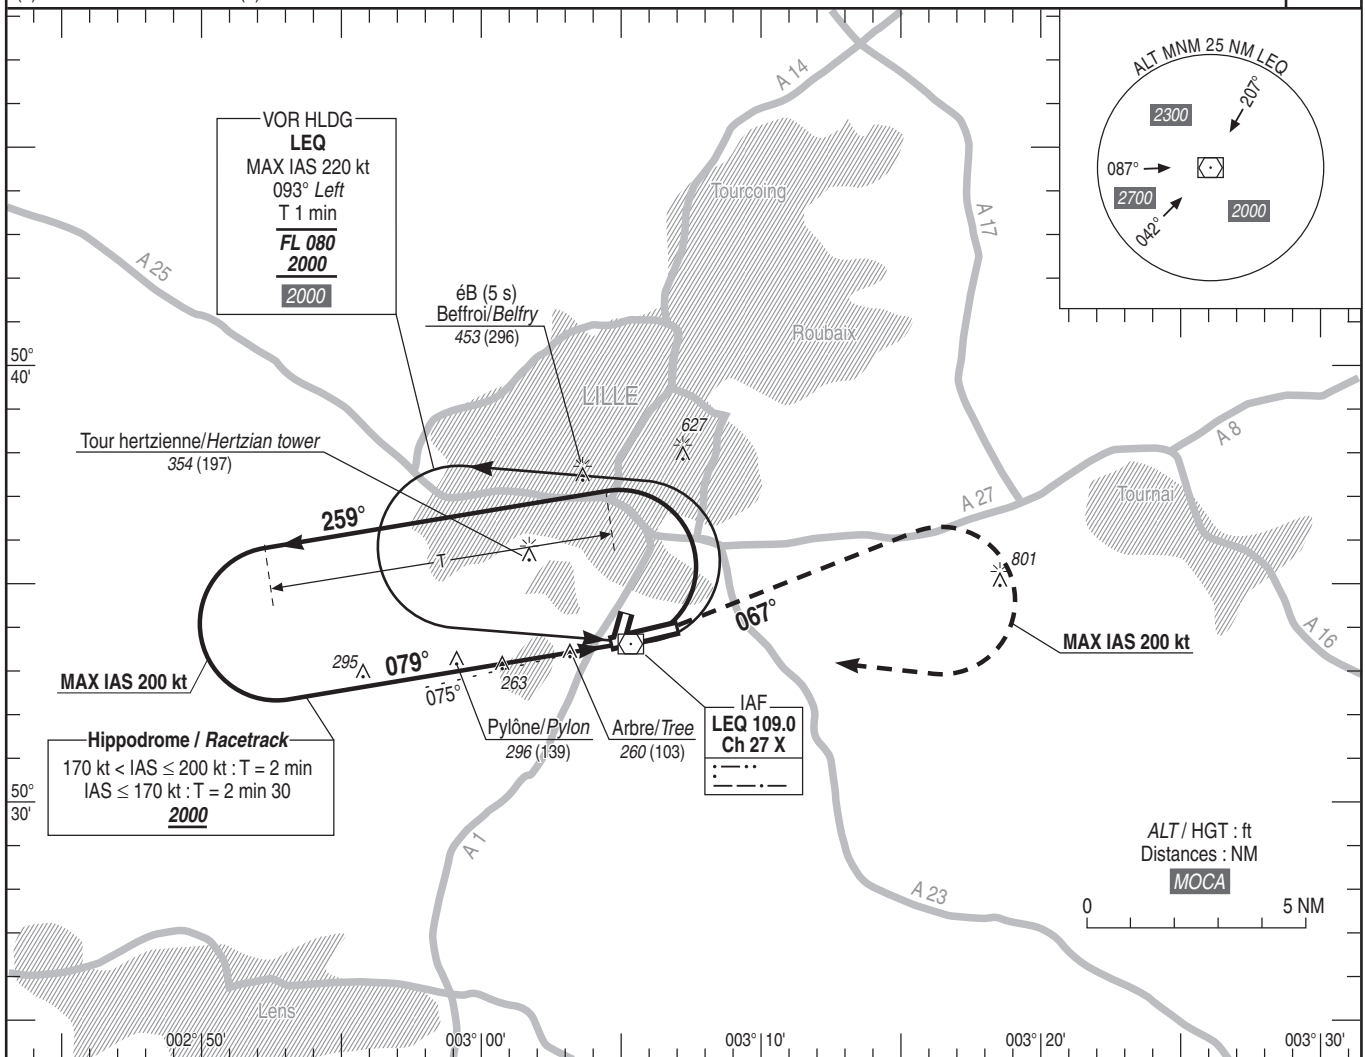 ALT MNM 25 NM LEQ
207°
2300
087°
2700
042°
2000
A 14
VOR HLDG
LEQ
MAX IAS 220 kt
093° Left
T 1 min
FL 080
2000
2000
Tourcoing
A 17
A 25
éB (5 s)
Beffroi/Belfry
453 (296)
Roubaix
50°
40'
LILLE
627
Tour hertzienne/Hertzian tower
354 (197)
A 8
A 27
Tournai
259°
T
801
067°
A 16
MAX IAS 200 kt
295
079°
263
075°
MAX IAS 200 kt
Pylône/Pylon
296 (139)
Arbre/Tree
260 (103)
IAF
LEQ 109.0
Ch 27 X
Hippodrome / Racetrack
170 kt < IAS ≤ 200 kt : T = 2 min
IAS ≤ 170 kt : T = 2 min 30
2000
50°
30'
A 1
ALT / HGT : ft
Distances : NM
MOCA
0 5 NM
A 23
Lens
002° 50' 003° 00' 003° 10' 003° 20' 003° 30'